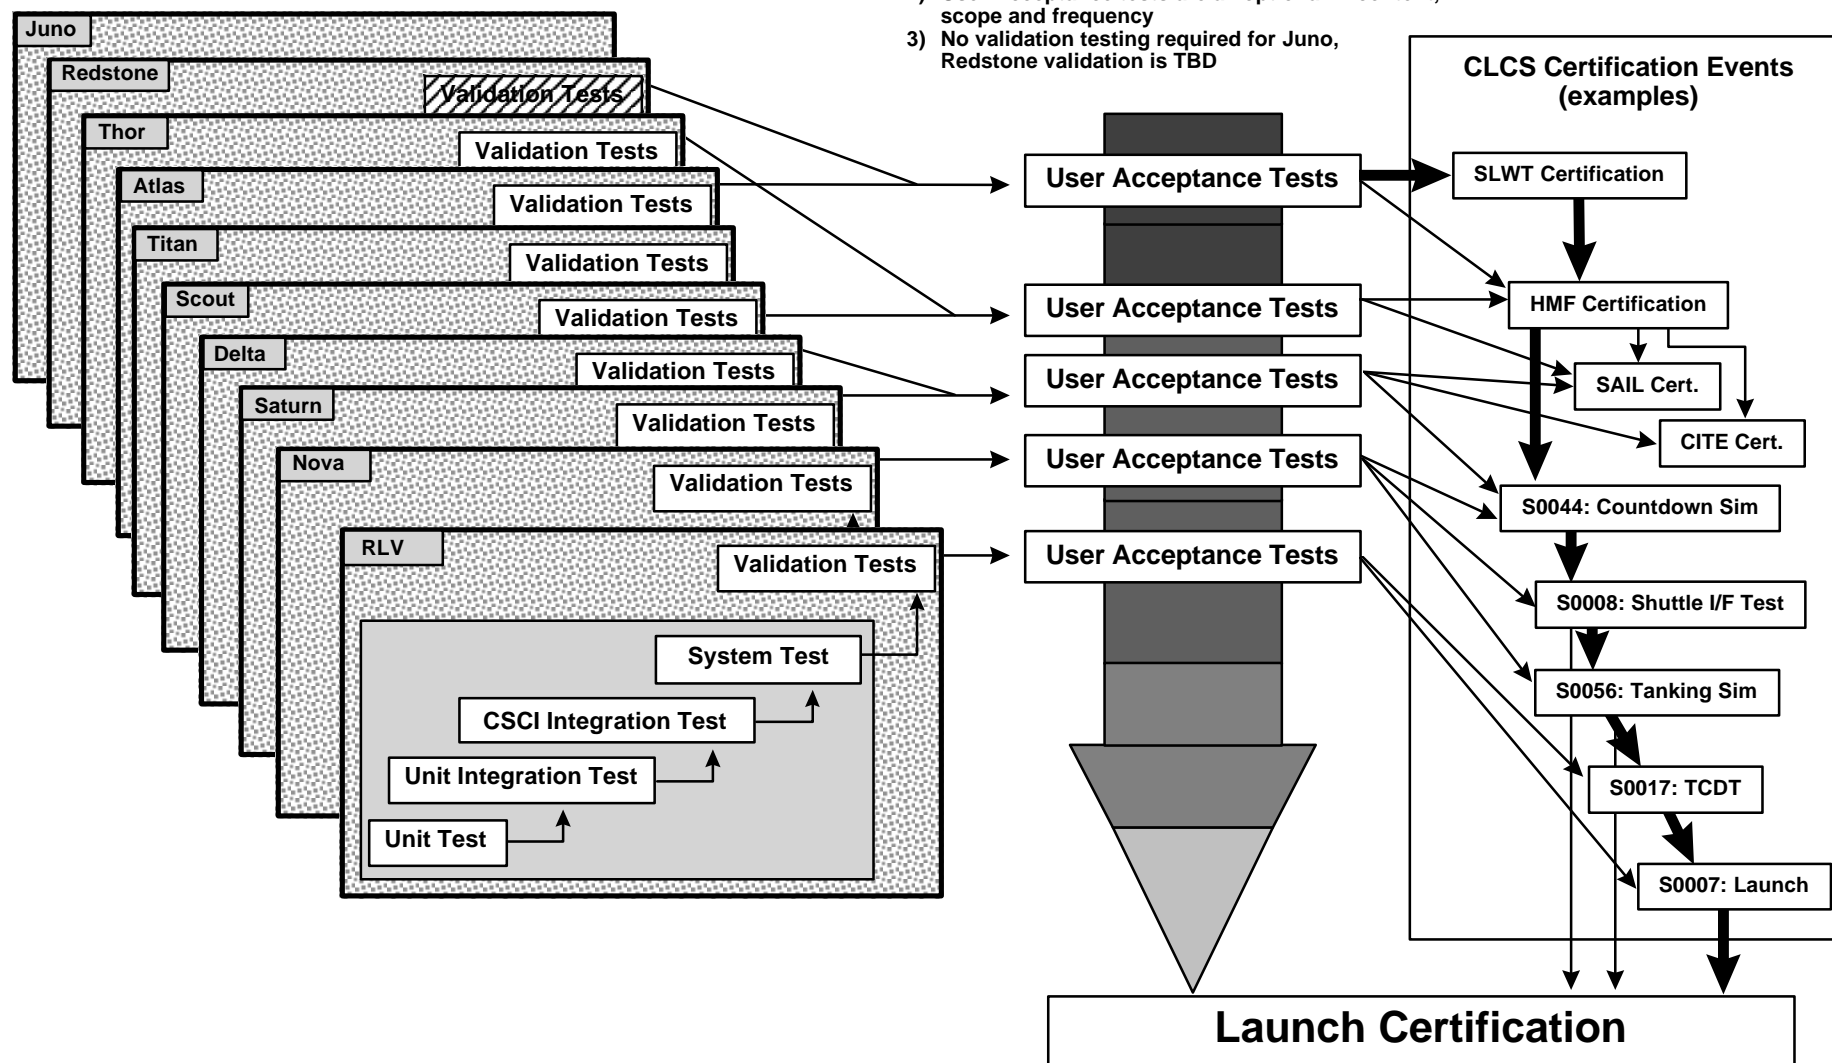 scope and frequency
3) No validation testing required for Juno,
Redstone validation is TBD
Juno
Redstone
Validation Tests
Thor
Validation Tests
Atlas
Validation Tests
Titan
Validation Tests
Scout
Validation Tests
Delta
Validation Tests
Saturn
Validation Tests
Nova
Validation Tests
RLV
Validation Tests
System Test
CSCI Integration Test
Unit Integration Test
Unit Test
User Acceptance Tests
User Acceptance Tests
User Acceptance Tests
User Acceptance Tests
User Acceptance Tests
CLCS Certification Events
(examples)
SLWT Certification
HMF Certification
SAIL Cert.
CITE Cert.
S0044: Countdown Sim
S0008: Shuttle I/F Test
S0056: Tanking Sim
S0017: TCDT
S0007: Launch
Launch Certification